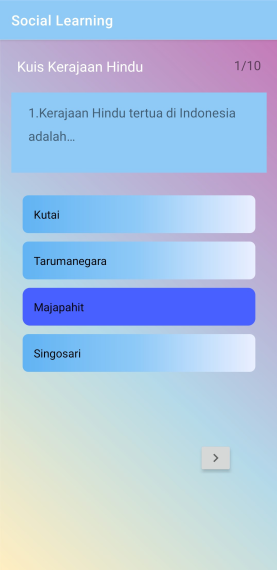 Social Learning
Kuis Kerajaan Hindu
1/10
1.Kerajaan Hindu tertua di Indonesia
adalah...
Kutai
Tarumanegara
Majapahit
Singosari